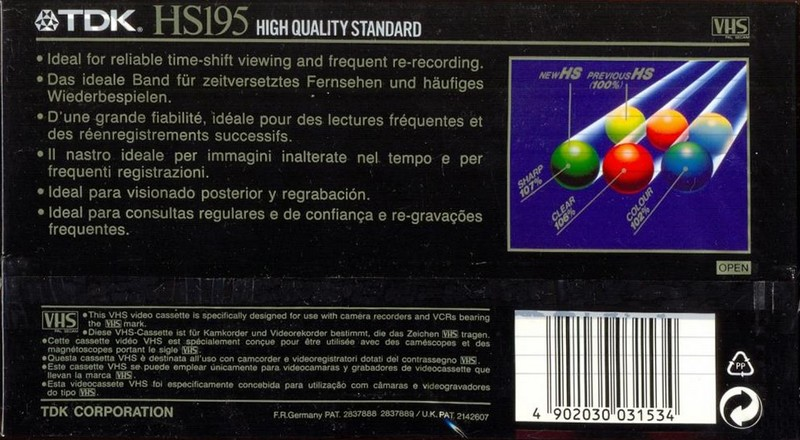 TDK. HS195 HIGH QUALITY STANDARD
VHS
PAL SECAM
• Ideal for reliable time-shift viewing and frequent re-recording.
• Das ideale Band für zeitversetztes Fernsehen und häufiges
Wiederbespielen.
• D'une grande fiabilité, idéale pour des lectures fréquentes et
des réenregistrements successifs.
• Il nastro ideale per immagini inalterate nel tempo e per
frequenti registrazioni.
• Ideal para visionado posterior y regrabación.
• Ideal para consultas regulares e de confiança e re-gravações
frequentes.
NEW HS PREVIOUS HS
(100%)
SHARP
107%
CLEAR
106%
COLOUR
102%
OPEN
VHS
PAL SECAM
• This VHS video cassette is specifically designed for use with camera recorders and VCRs bearing
the VHS mark.
• Diese VHS-Cassette ist für Kamkorder und Videorekorder bestimmt, die das Zeichen VHS tragen.
• Cette cassette vidéo VHS est spécialement conçue pour être utilisée avec des caméscopes et des
magnétoscopes portant le sigle VHS.
• Questa cassetta VHS è destinata all'uso con camcorder e videoregistratori dotati del contrassegno VHS.
• Este cassette VHS se puede emplear únicamente para videocamaras y grabadores de videocassette que
llevan la marca VHS.
• Esta videocassete VHS foi especificamente concebida para utilização com câmaras e videogravadores
do tipo VHS.
TDK CORPORATION
F.R.Germany PAT. 2837888 2837889 / U.K. PAT. 2142607
4 902030 031534
PP